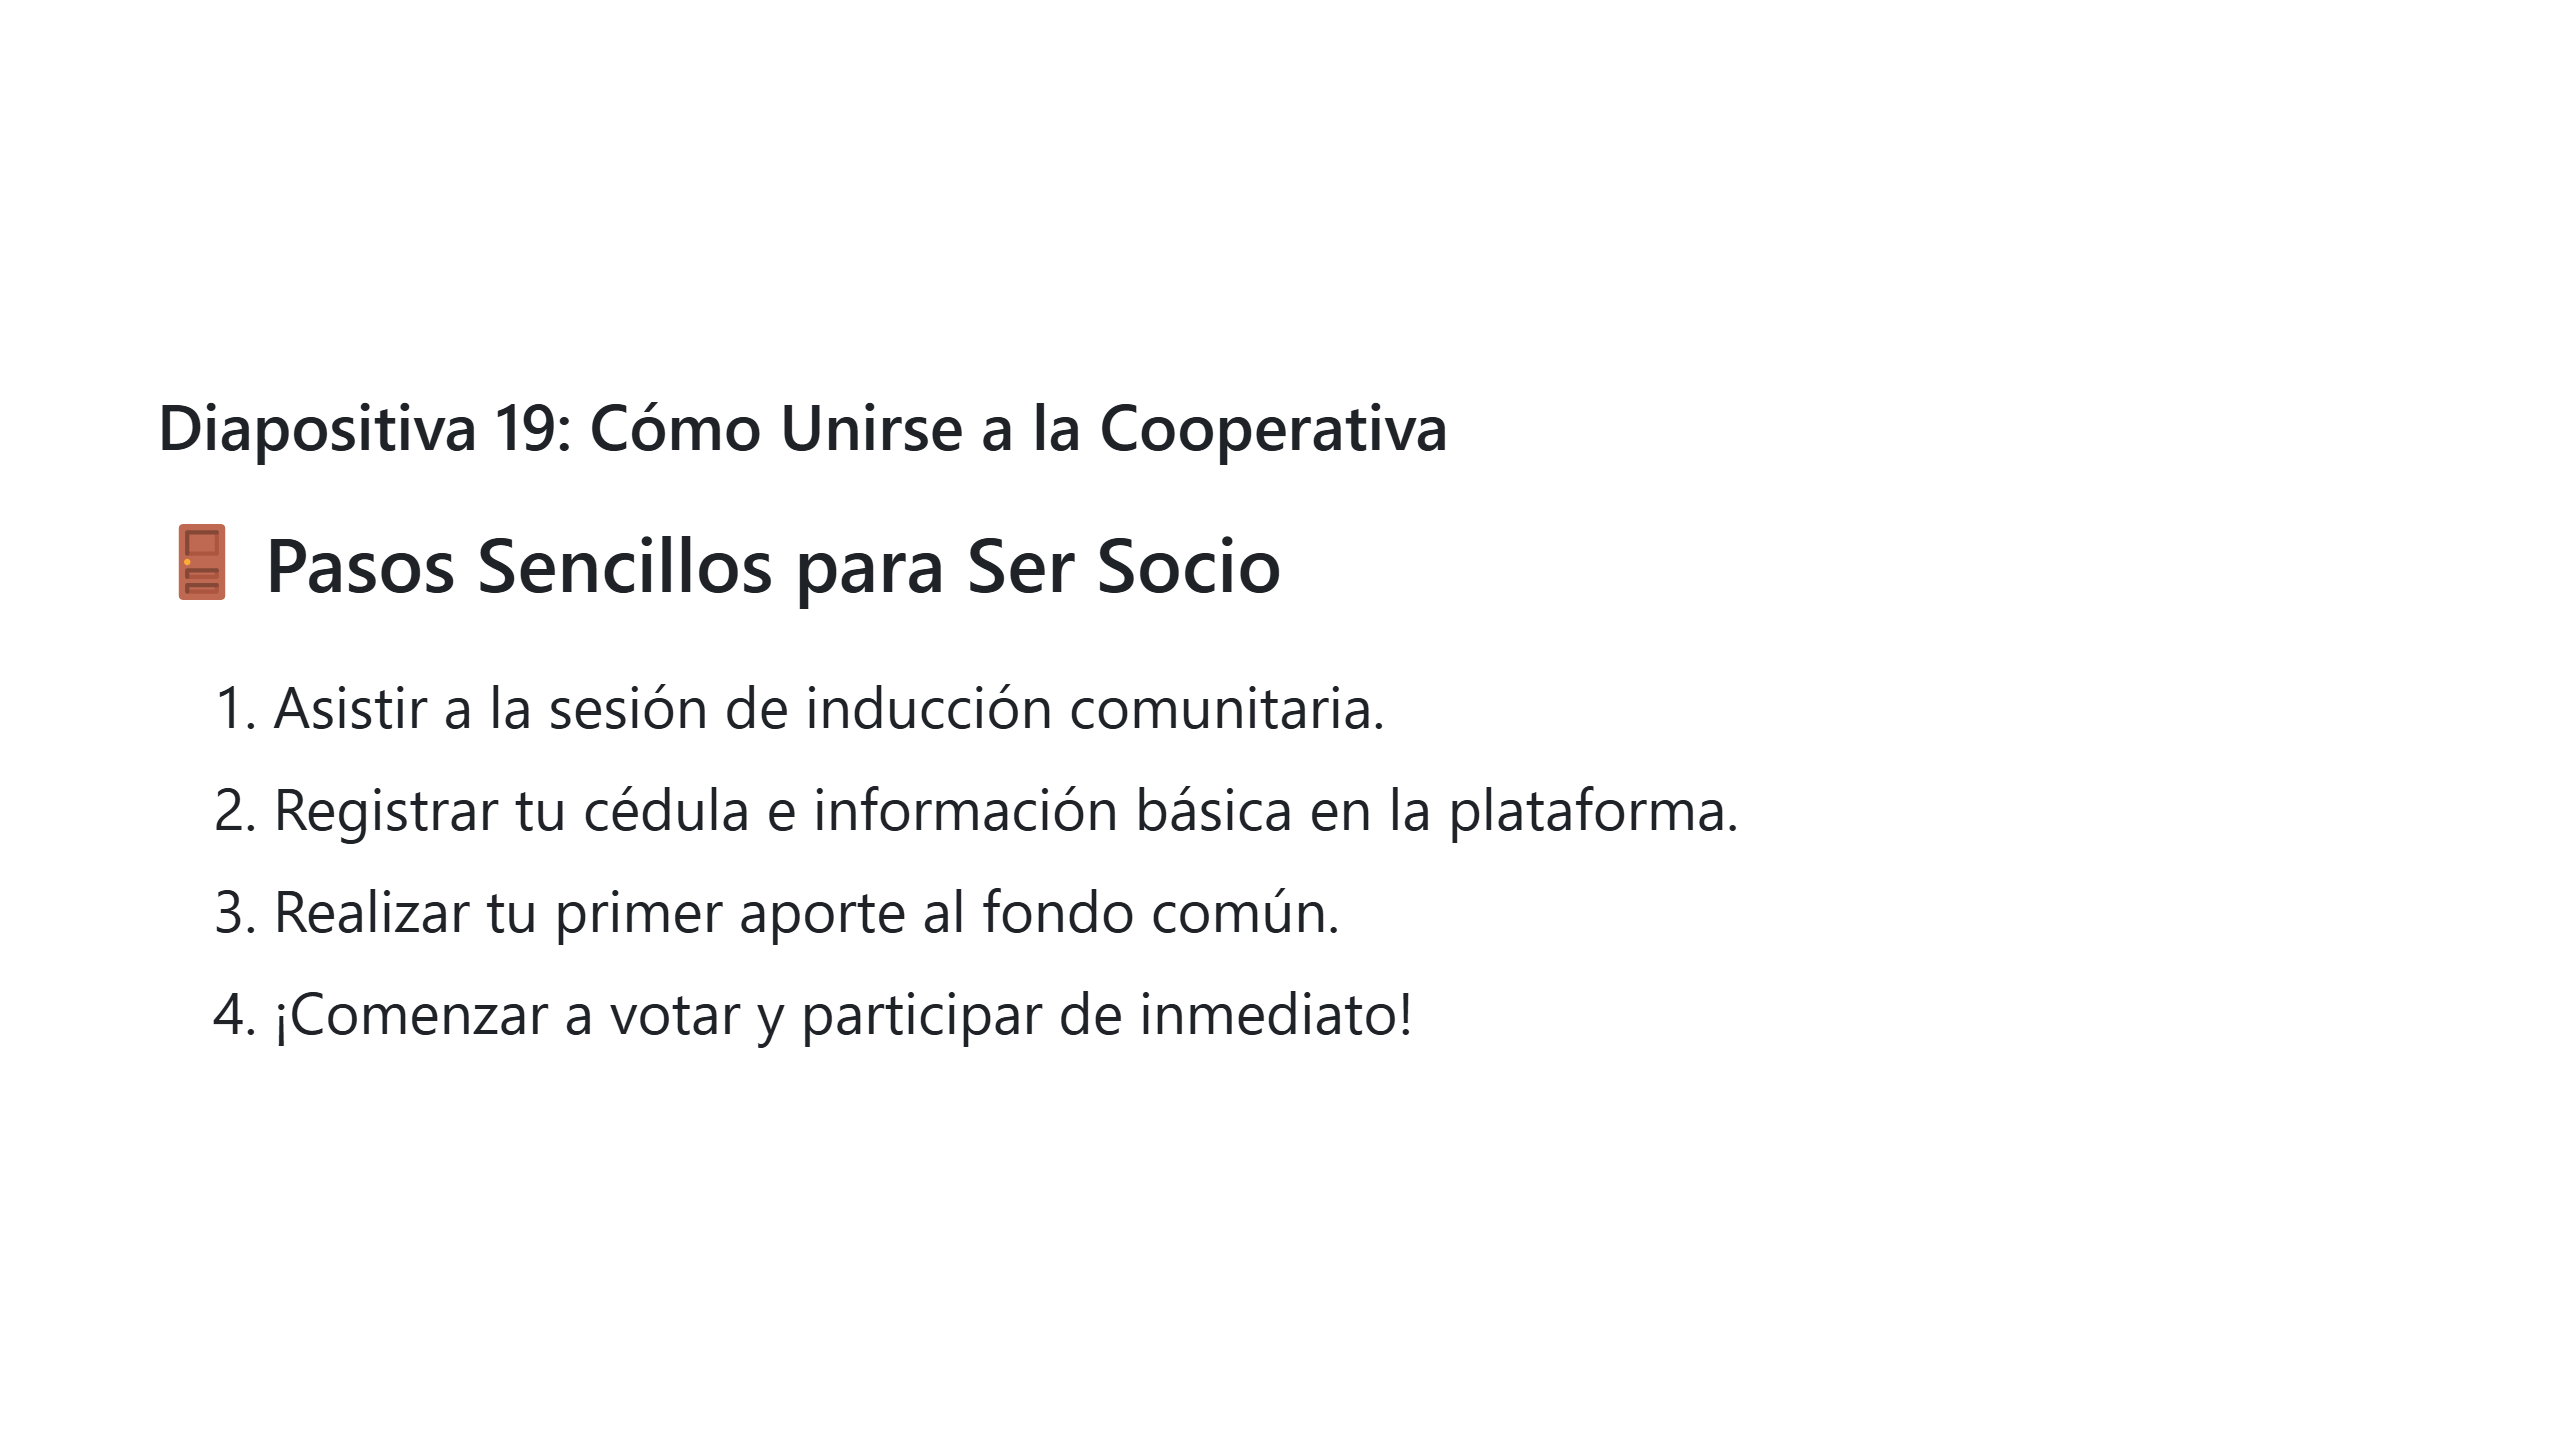 Diapositiva 19: Cómo Unirse a la Cooperativa
🚪 Pasos Sencillos para Ser Socio
1. Asistir a la sesión de inducción comunitaria.
2. Registrar tu cédula e información básica en la plataforma.
3. Realizar tu primer aporte al fondo común.
4. ¡Comenzar a votar y participar de inmediato!